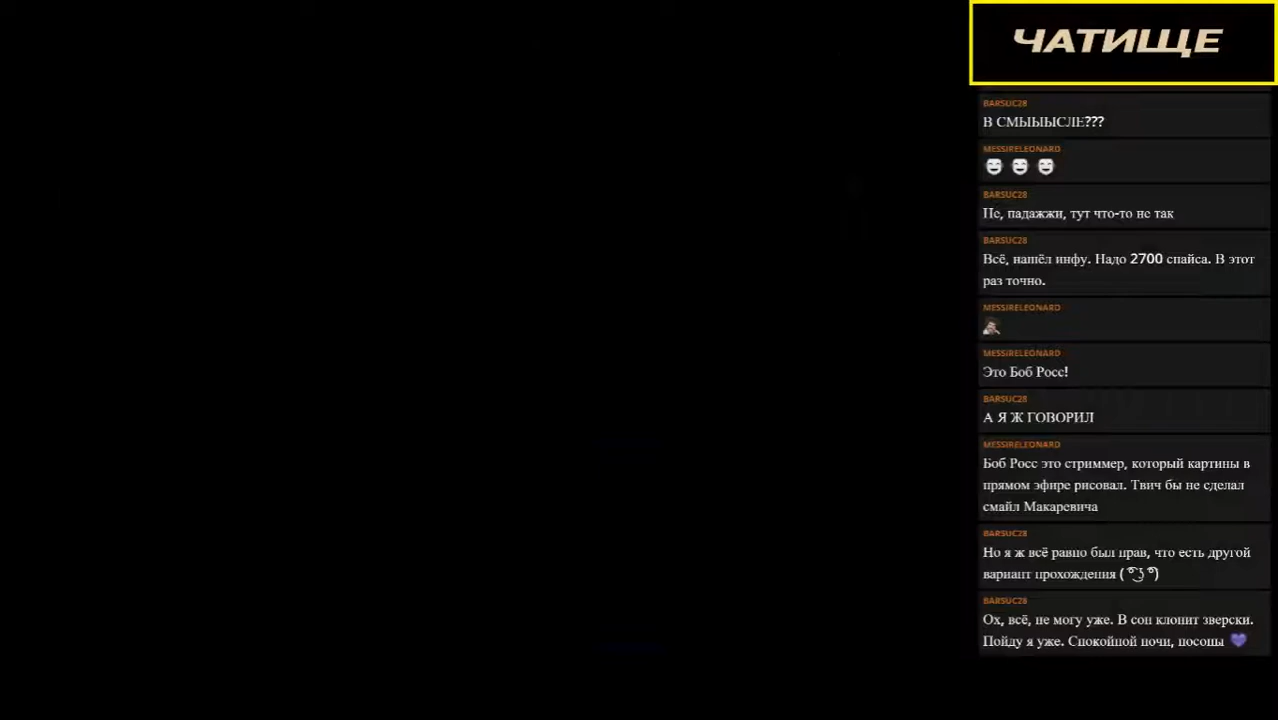 ЧАТИЩЕ
BARSUC28
В СМЫЫЫСЛЕ???
MESSIRELEONARD
BARSUC28
Не, падажжи, тут что-то не так
BARSUC28
Всё, нашёл инфу. Надо 2700 спайса. В этот
раз точно.
MESSIRELEONARD
MESSIRELEONARD
Это Боб Росс!
BARSUC28
А Я Ж ГОВОРИЛ
MESSIRELEONARD
Боб Росс это стриммер, который картины в
прямом эфире рисовал. Твич бы не сделал
смайл Макаревича
BARSUC28
Но я ж всё равно был прав, что есть другой
вариант прохождения ( ͡° ͜ʖ ͡°)
BARSUC28
Ох, всё, не могу уже. В сон клонит зверски.
Пойду я уже. Спокойной ночи, посоны 💜